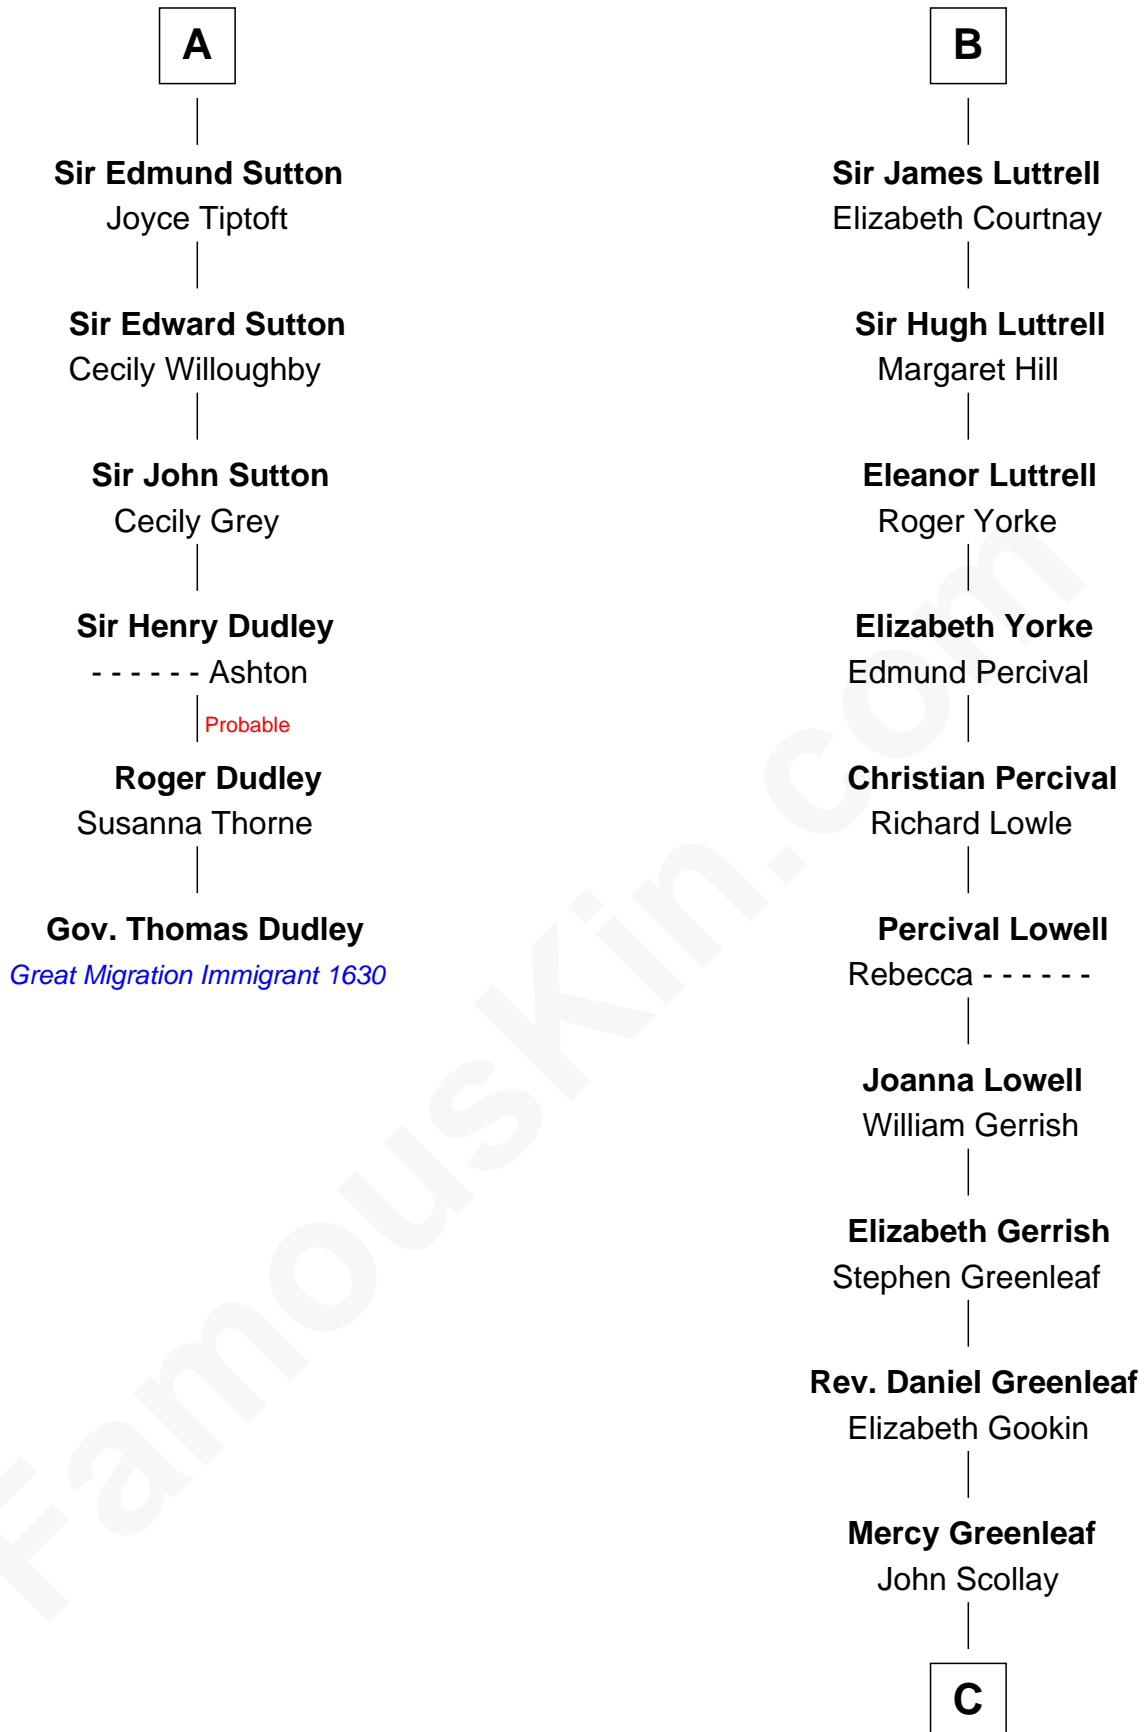 A
Sir Edmund Sutton
Joyce Tiptoft
Sir Edward Sutton
Cecily Willoughby
Sir John Sutton
Cecily Grey
Sir Henry Dudley
- - - - - - Ashton
Probable
Roger Dudley
Susanna Thorne
Gov. Thomas Dudley
Great Migration Immigrant 1630
B
Sir James Luttrell
Elizabeth Courtnay
Sir Hugh Luttrell
Margaret Hill
Eleanor Luttrell
Roger Yorke
Elizabeth Yorke
Edmund Percival
Christian Percival
Richard Lowle
Percival Lowell
Rebecca - - - - - -
Joanna Lowell
William Gerrish
Elizabeth Gerrish
Stephen Greenleaf
Rev. Daniel Greenleaf
Elizabeth Gookin
Mercy Greenleaf
John Scollay
C
FamousKin.com